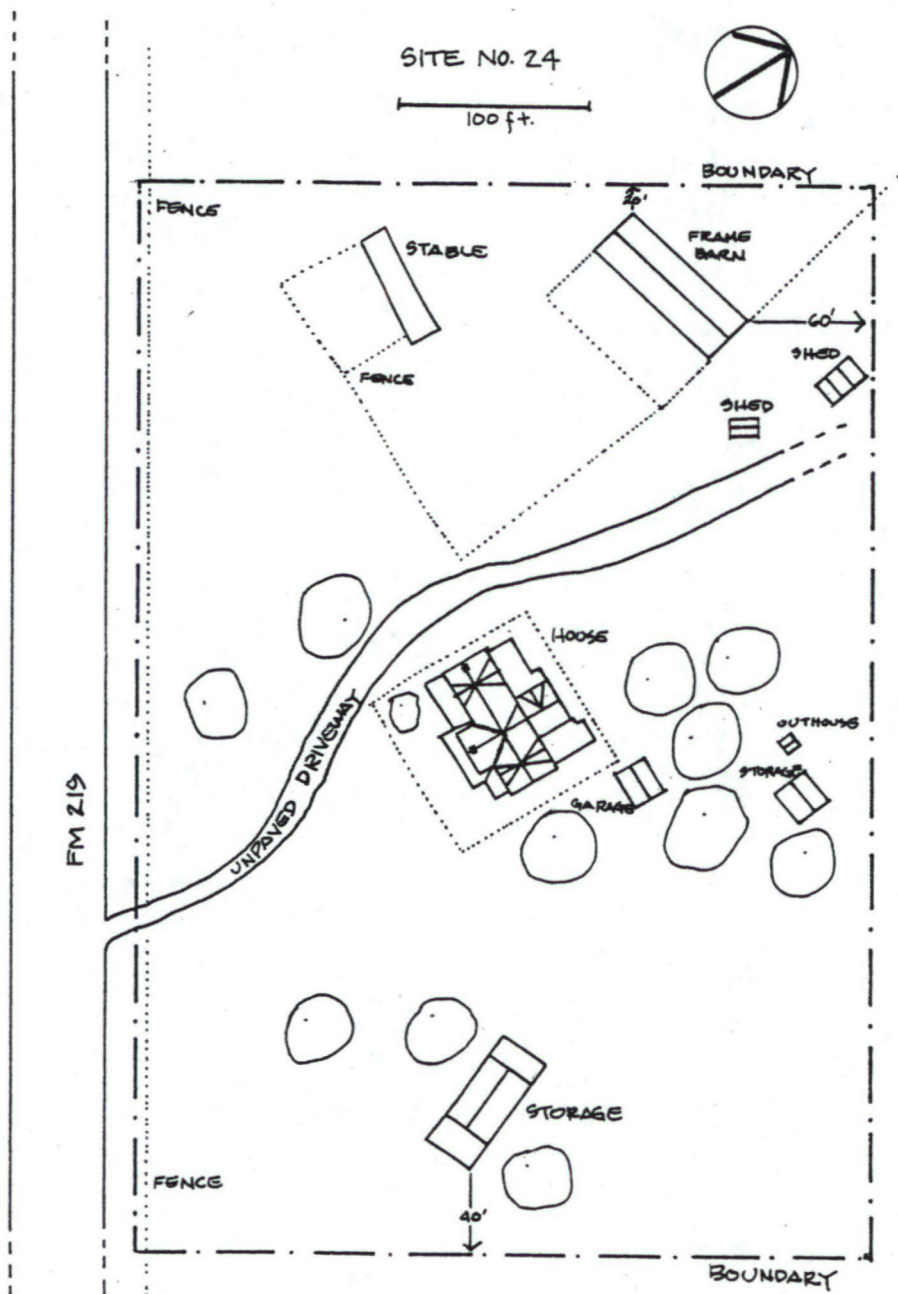 SITE NO. 24
100 ft.
BOUNDARY
FENCE
20'
STABLE
FRAME
BARN
60'
SHED
FENCE
SHED
HOUSE
UNPAVED DRIVEWAY
OUTHOUSE
STORAGE
GARAGE
FM 219
STORAGE
FENCE
40'
BOUNDARY